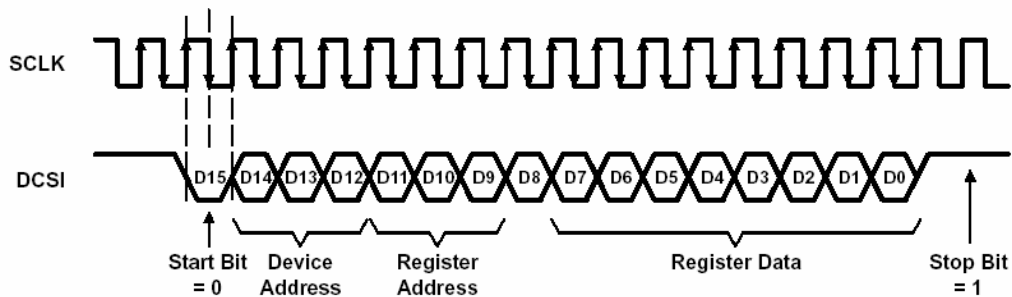 SCLK
DCSI
D15 D14 D13 D12 D11 D10 D9 D8 D7 D6 D5 D4 D3 D2 D1 D0
Start Bit
= 0
Device
Address
Register
Address
Register Data
Stop Bit
= 1